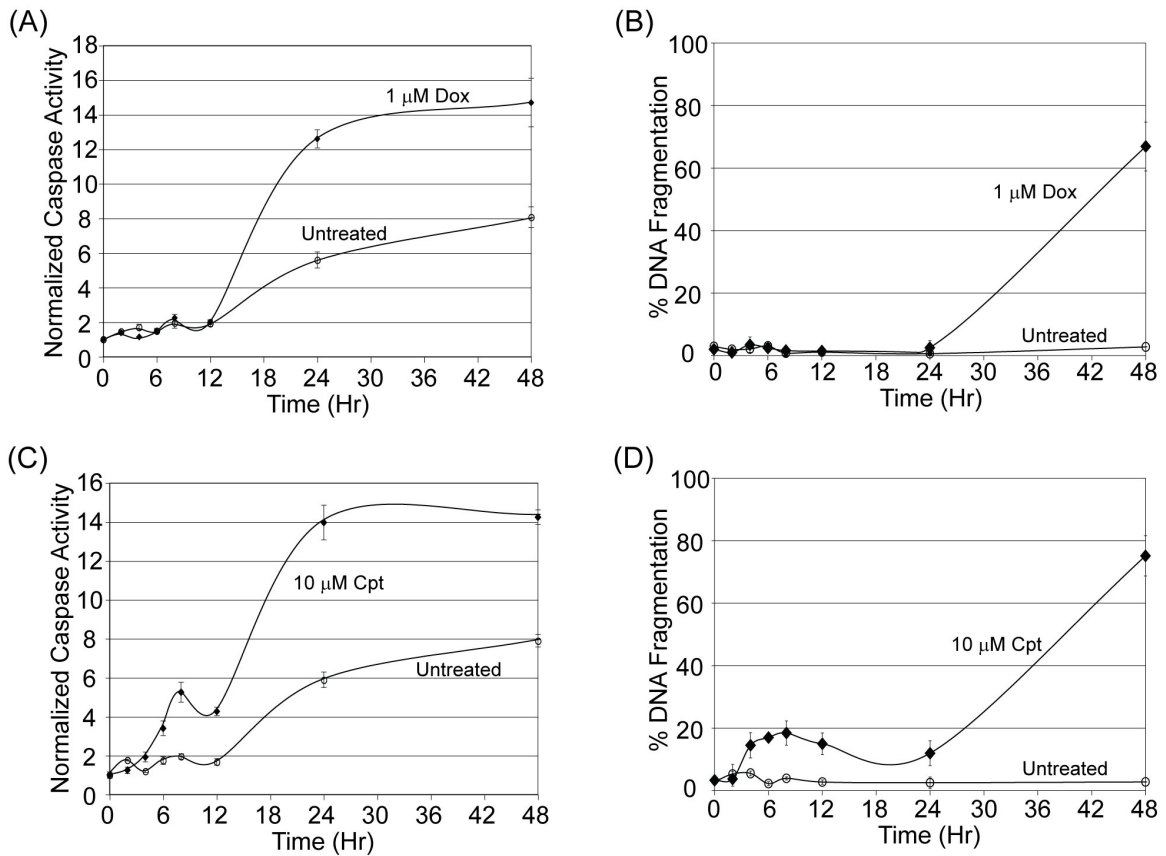 (A)
Normalized Caspase Activity
18
16
14
12
10
8
6
4
2
0
1 μM Dox
Untreated
0 6 12 18 24 30 36 42 48
Time (Hr)
(B)
% DNA Fragmentation
100
80
60
40
20
0
1 μM Dox
Untreated
0 6 12 18 24 30 36 42 48
Time (Hr)
(C)
Normalized Caspase Activity
16
14
12
10
8
6
4
2
0
10 μM Cpt
Untreated
0 6 12 18 24 30 36 42 48
Time (Hr)
(D)
% DNA Fragmentation
100
80
60
40
20
0
10 μM Cpt
Untreated
0 6 12 18 24 30 36 42 48
Time (Hr)